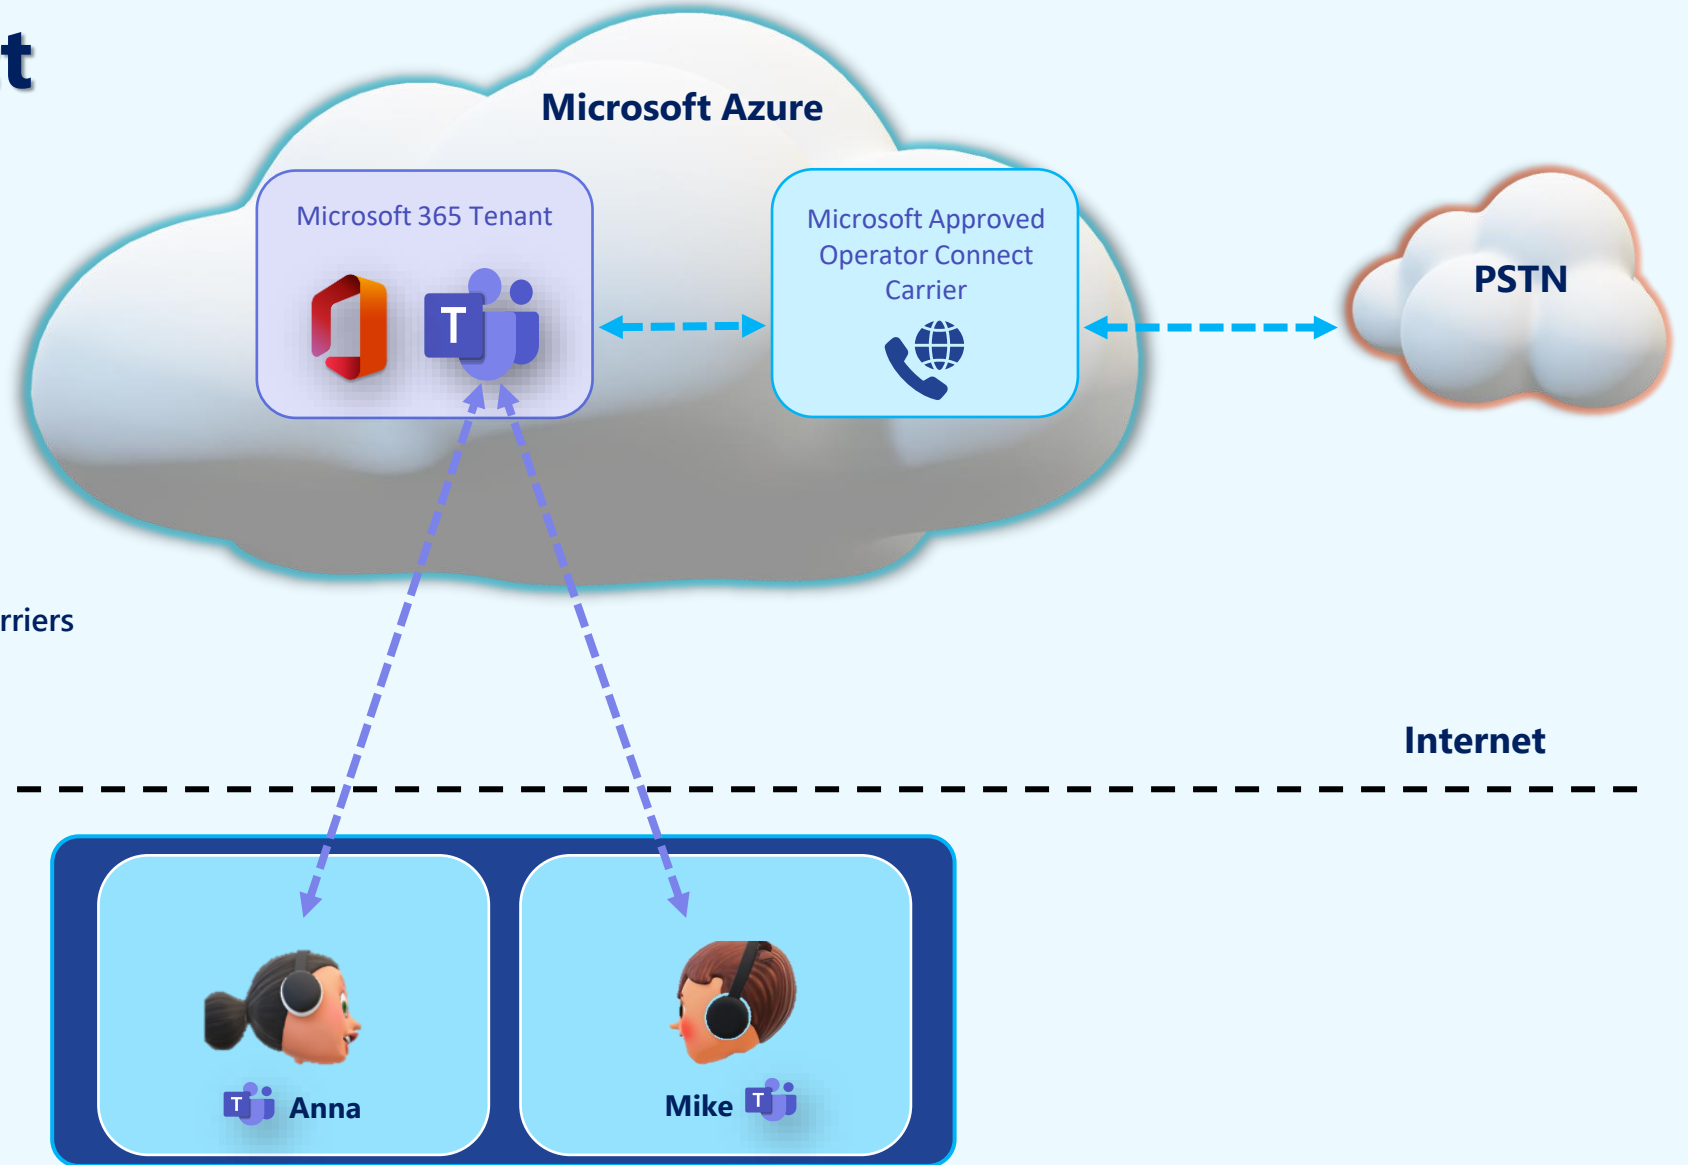 t
Microsoft Azure
Microsoft 365 Tenant
Microsoft Approved
Operator Connect
Carrier
T
PSTN
rriers
Internet
T Anna
Mike T